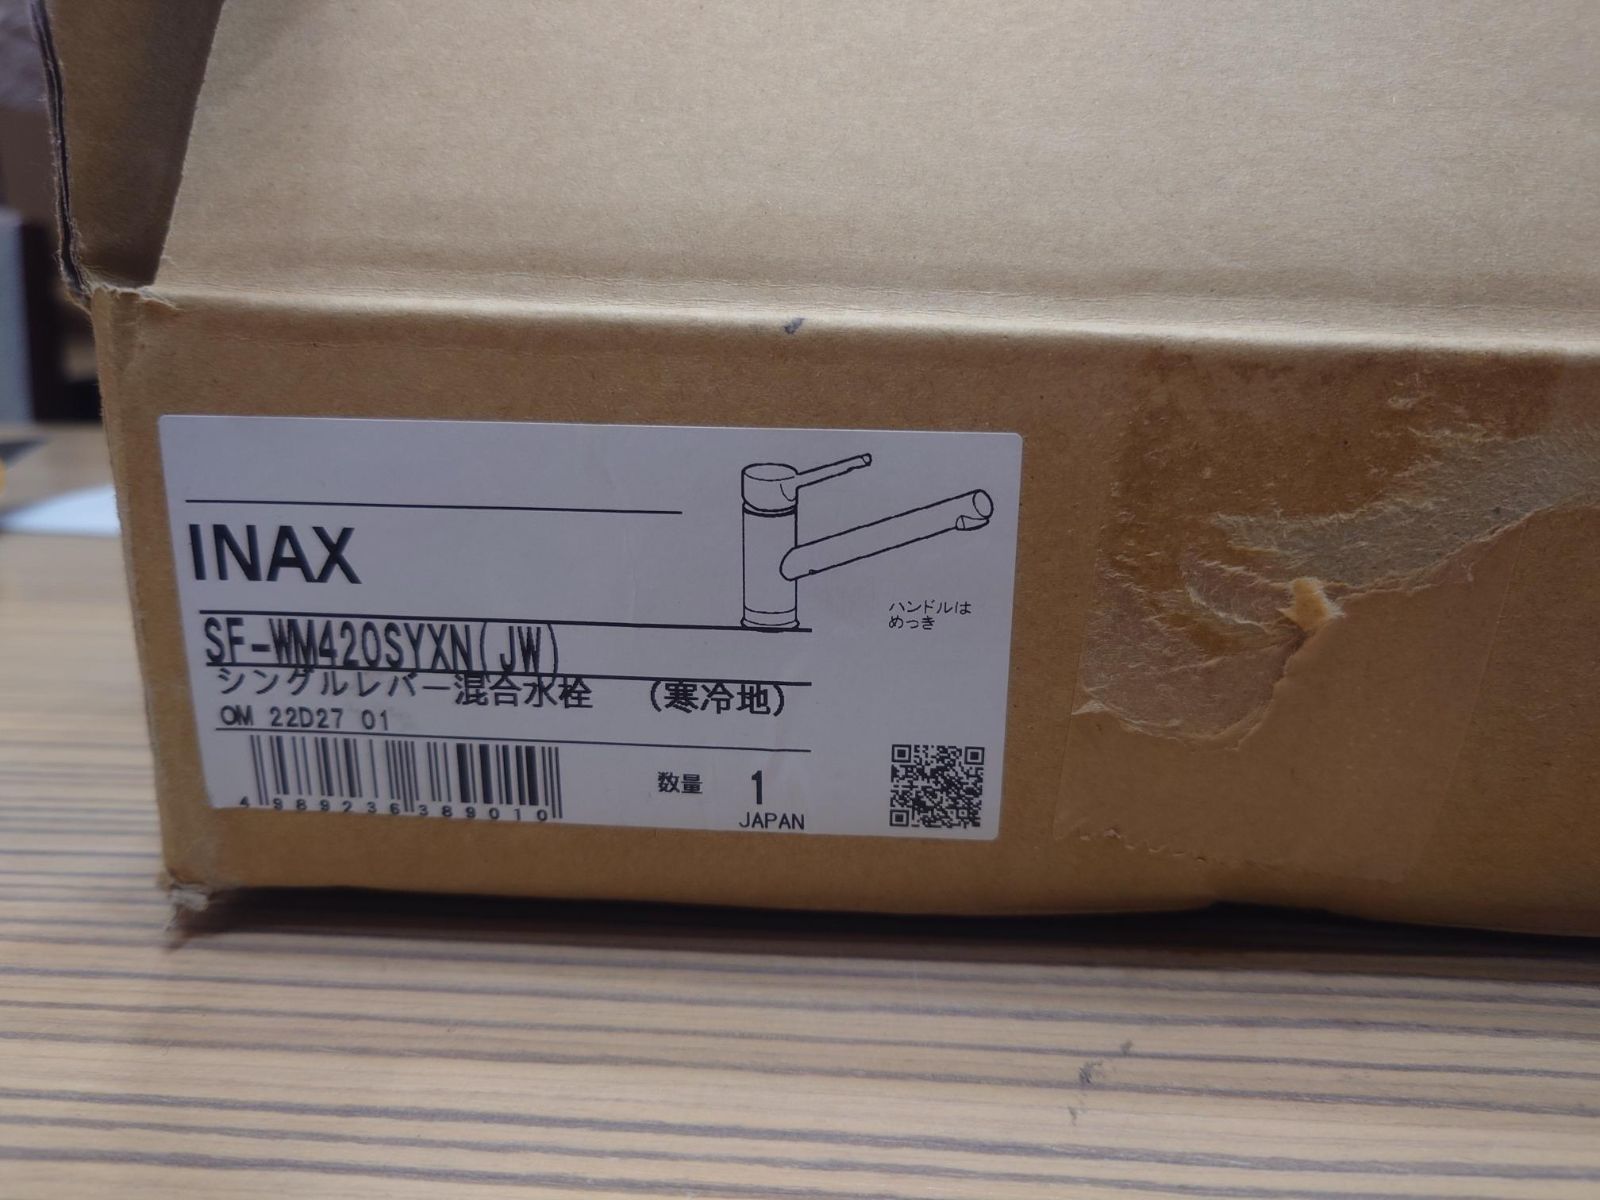 INAX
ハンドルは
めっき
SF-WM420SYXN(JW)
シングルレバー混合水栓 (寒冷地)
OM 22D27 01
4989236389010
数量 1
JAPAN